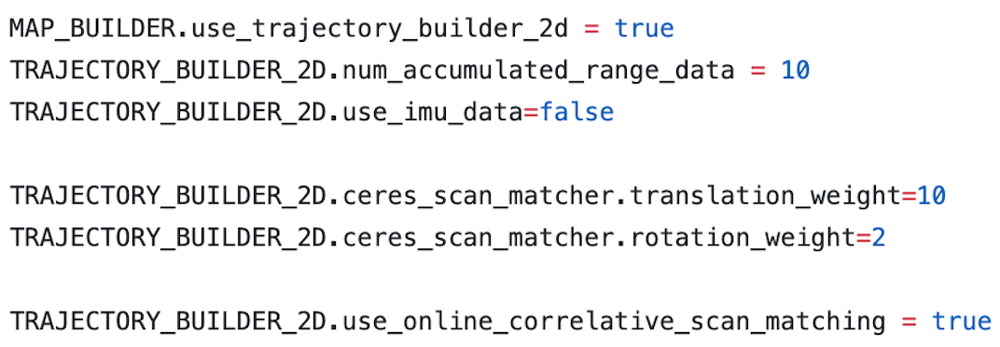 MAP_BUILDER.use_trajectory_builder_2d = true
TRAJECTORY_BUILDER_2D.num_accumulated_range_data = 10
TRAJECTORY_BUILDER_2D.use_imu_data=false
TRAJECTORY_BUILDER_2D.ceres_scan_matcher.translation_weight=10
TRAJECTORY_BUILDER_2D.ceres_scan_matcher.rotation_weight=2
TRAJECTORY_BUILDER_2D.use_online_correlative_scan_matching = true